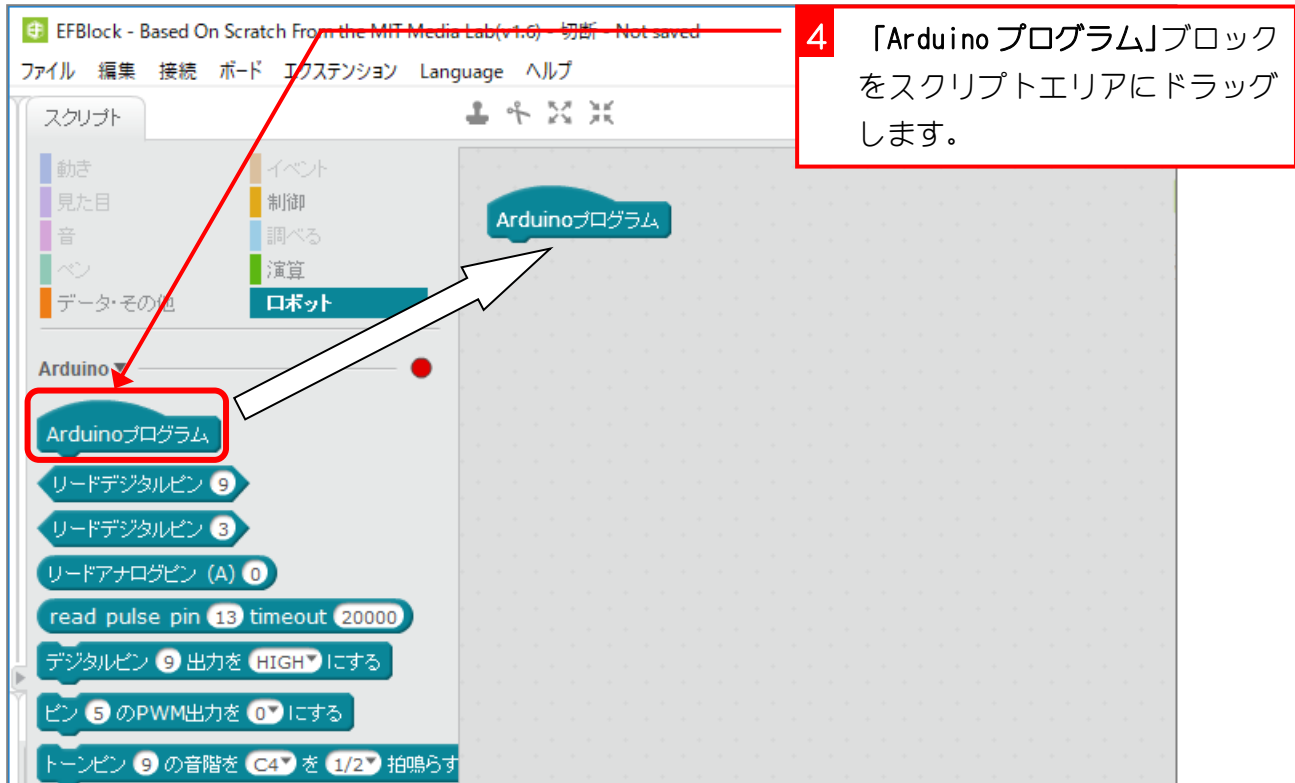 EFBlock - Based On Scratch From the MIT Media Lab(v1.6) - 切断 - Not saved
ファイル 編集 接続 ボード エクステンション Language ヘルプ
4 「Arduino プログラム」ブロック
をスクリプトエリアにドラッグ
します。
スクリプト
動き イベント
見た目 制御
音 調べる
ペン 演算
データ・その他 ロボット
Arduino
Arduinoプログラム
Arduinoプログラム
リードデジタルピン 9
リードデジタルピン 3
リードアナログピン (A) 0
read pulse pin 13 timeout 20000
デジタルピン 9 出力を HIGH にする
ピン 5 のPWM出力を 0 にする
トーンピン 9 の音階を C4 を 1/2 拍鳴らす